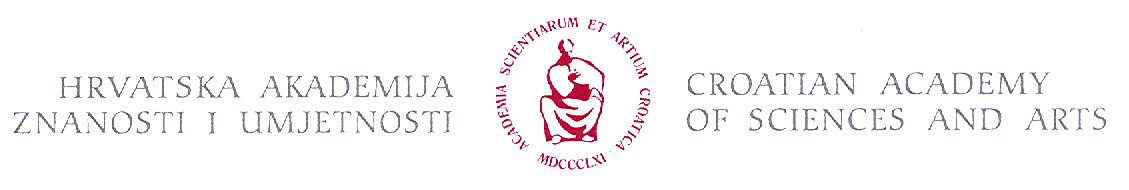 HRVATSKA AKADEMIJA
ZNANOSTI I UMJETNOSTI
ACADEMIA SCIENTIARUM ET ARTIUM CROATICA
MDCCCLXI
CROATIAN ACADEMY
OF SCIENCES AND ARTS